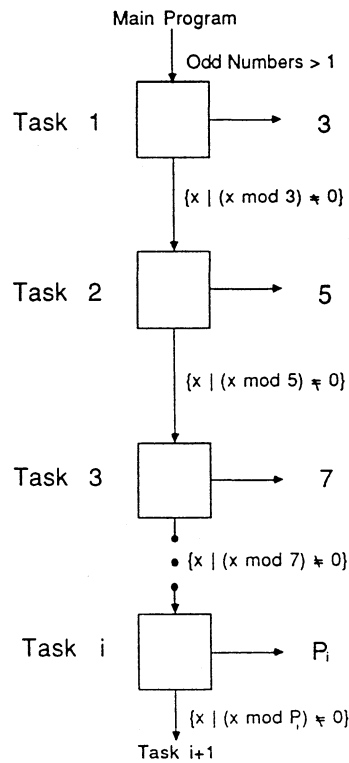 Main Program
Odd Numbers > 1
Task 1
3
{x | (x mod 3) ≠ 0}
Task 2
5
{x | (x mod 5) ≠ 0}
Task 3
7
{x | (x mod 7) ≠ 0}
Task i
Pᵢ
{x | (x mod Pᵢ) ≠ 0}
Task i+1